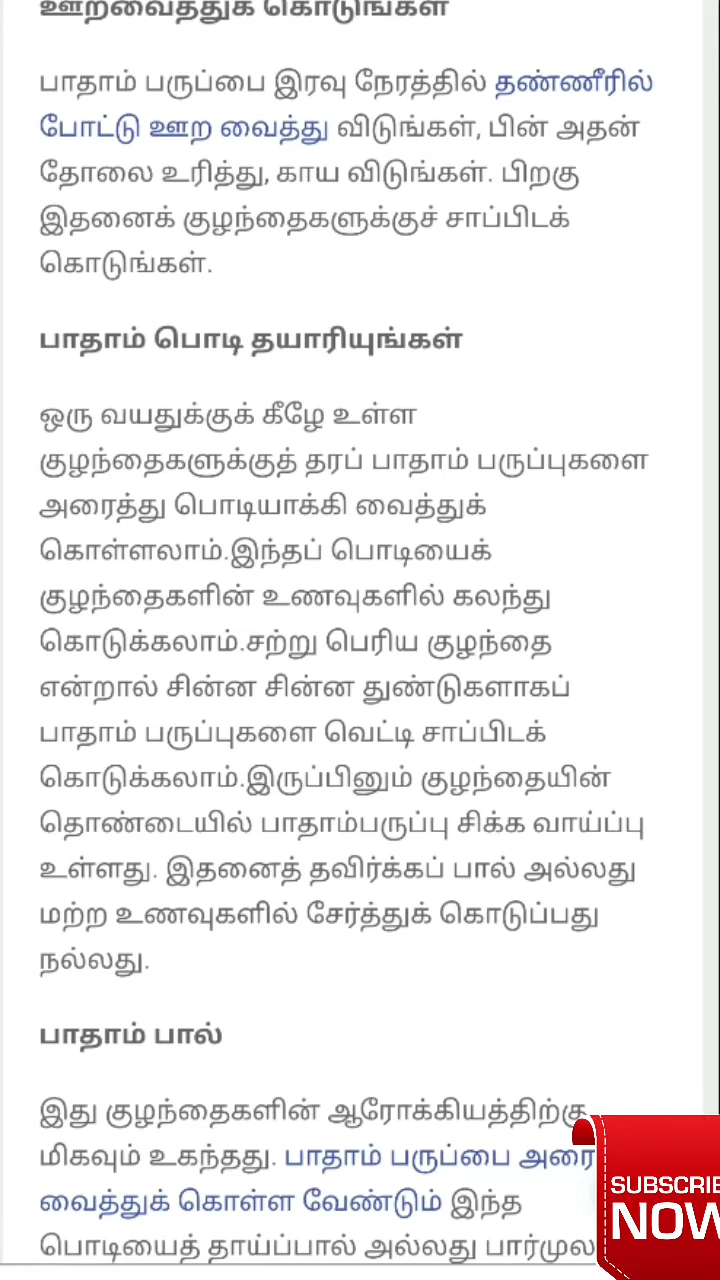 ஊறவைத்துக் கொடுங்கள்
பாதாம் பருப்பை இரவு நேரத்தில் தண்ணீரில்
போட்டு ஊற வைத்து விடுங்கள், பின் அதன்
தோலை உரித்து, காய விடுங்கள். பிறகு
இதனைக் குழந்தைகளுக்குச் சாப்பிடக்
கொடுங்கள்.
பாதாம் பொடி தயாரியுங்கள்
ஒரு வயதுக்குக் கீழே உள்ள
குழந்தைகளுக்குத் தரப் பாதாம் பருப்புகளை
அரைத்து பொடியாக்கி வைத்துக்
கொள்ளலாம்.இந்தப் பொடியைக்
குழந்தைகளின் உணவுகளில் கலந்து
கொடுக்கலாம்.சற்று பெரிய குழந்தை
என்றால் சின்ன சின்ன துண்டுகளாகப்
பாதாம் பருப்புகளை வெட்டி சாப்பிடக்
கொடுக்கலாம்.இருப்பினும் குழந்தையின்
தொண்டையில் பாதாம்பருப்பு சிக்க வாய்ப்பு
உள்ளது. இதனைத் தவிர்க்கப் பால் அல்லது
மற்ற உணவுகளில் சேர்த்துக் கொடுப்பது
நல்லது.
பாதாம் பால்
இது குழந்தைகளின் ஆரோக்கியத்திற்கு
மிகவும் உகந்தது. பாதாம் பருப்பை அரை
வைத்துக் கொள்ள வேண்டும் இந்த
பொடியைத் தாய்ப்பால் அல்லது பார்முல
SUBSCRIBE
NOW